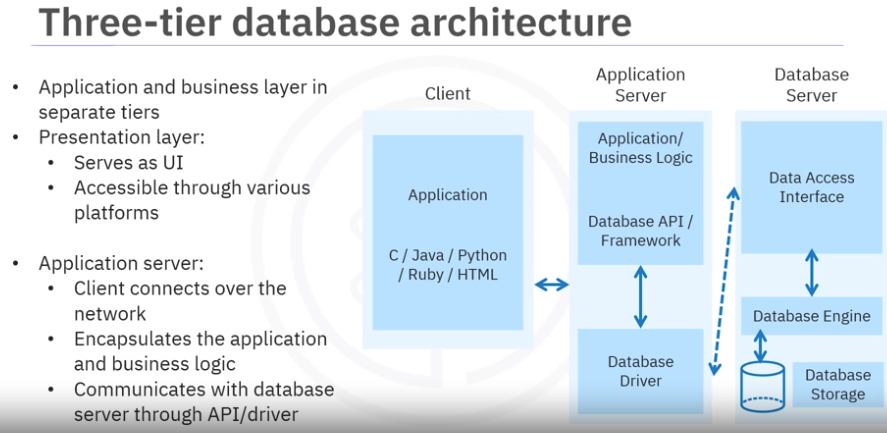 Three-tier database architecture
• Application and business layer in
separate tiers
• Presentation layer:
• Serves as UI
• Accessible through various
platforms
• Application server:
• Client connects over the
network
• Encapsulates the application
and business logic
• Communicates with database
server through API/driver
Client
Application
C / Java / Python
/ Ruby / HTML
Application
Server
Application/
Business Logic
Database API /
Framework
Database
Driver
Database
Server
Data Access
Interface
Database Engine
Database
Storage